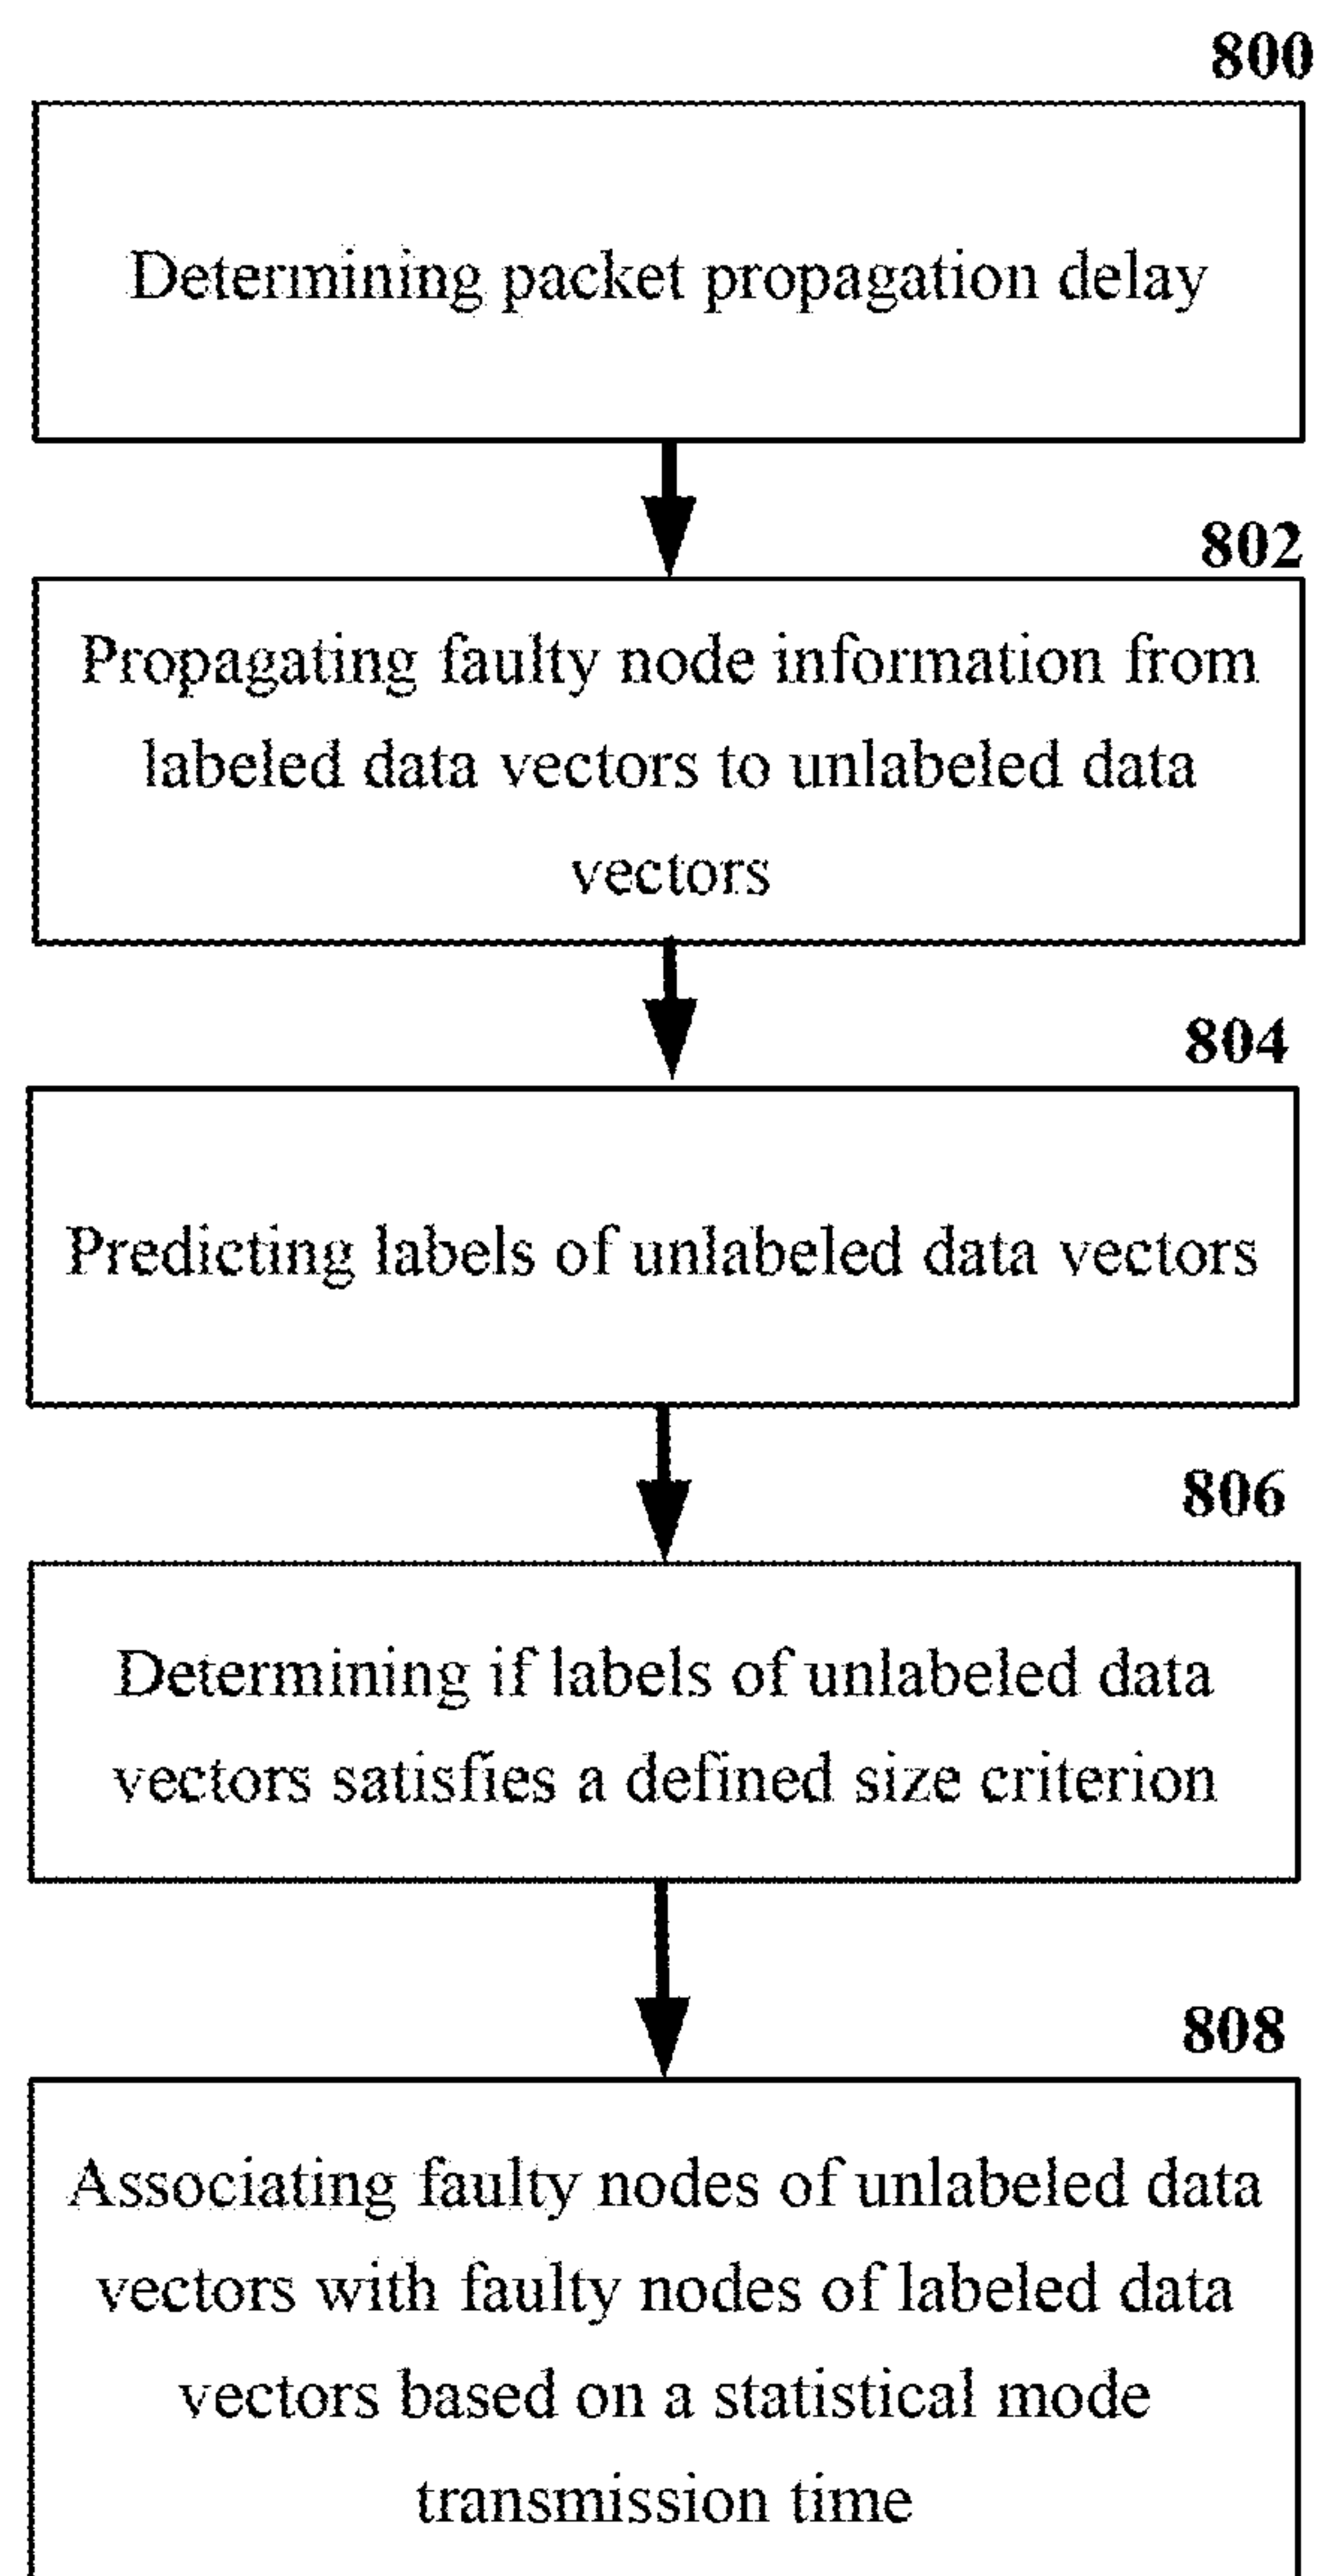 800
Determining packet propagation delay
802
Propagating faulty node information from
labeled data vectors to unlabeled data
vectors
804
Predicting labels of unlabeled data vectors
806
Determining if labels of unlabeled data
vectors satisfies a defined size criterion
808
Associating faulty nodes of unlabeled data
vectors with faulty nodes of labeled data
vectors based on a statistical mode
transmission time